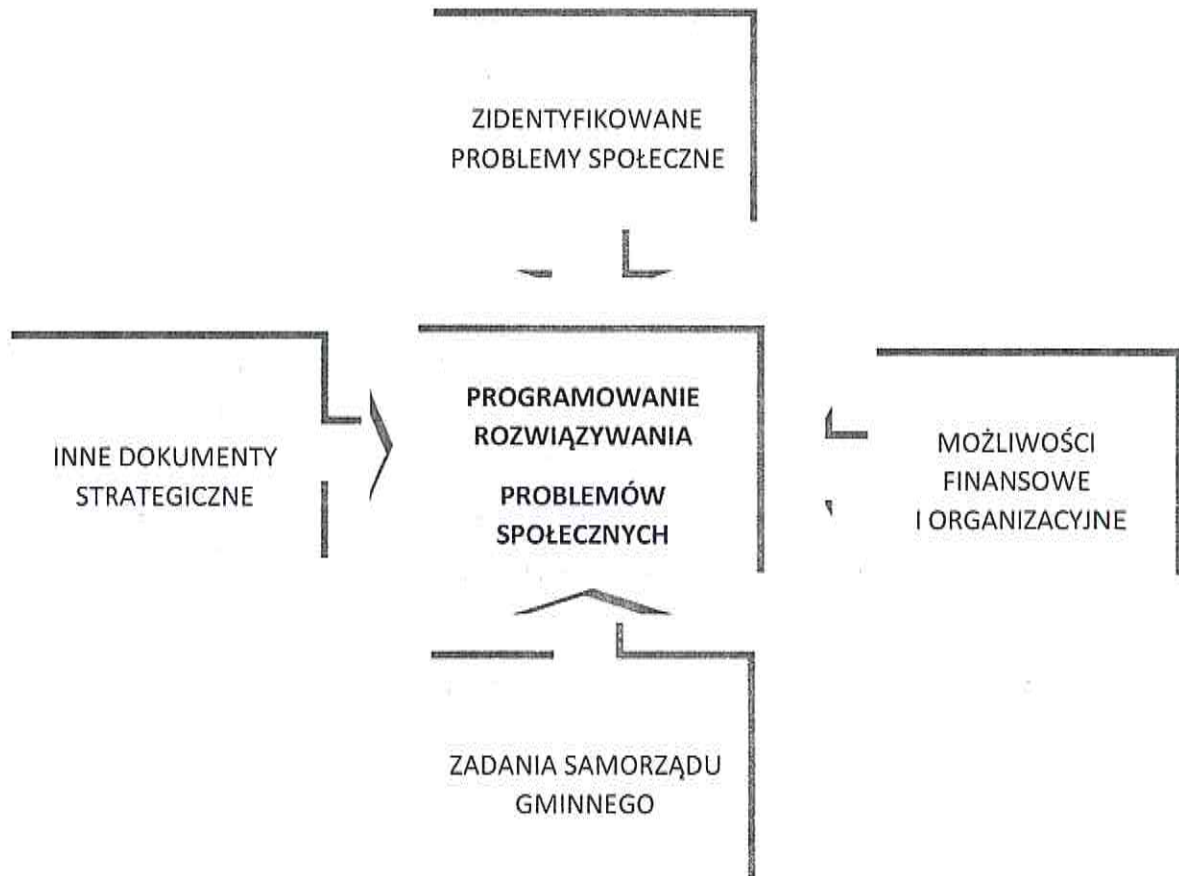 ZIDENTYFIKOWANE
PROBLEMY SPOŁECZNE
INNE DOKUMENTY
STRATEGICZNE
PROGRAMOWANIE
ROZWIĄZYWANIA
PROBLEMÓW
SPOŁECZNYCH
MOŻLIWOŚCI
FINANSOWE
I ORGANIZACYJNE
ZADANIA SAMORZĄDU
GMINNEGO